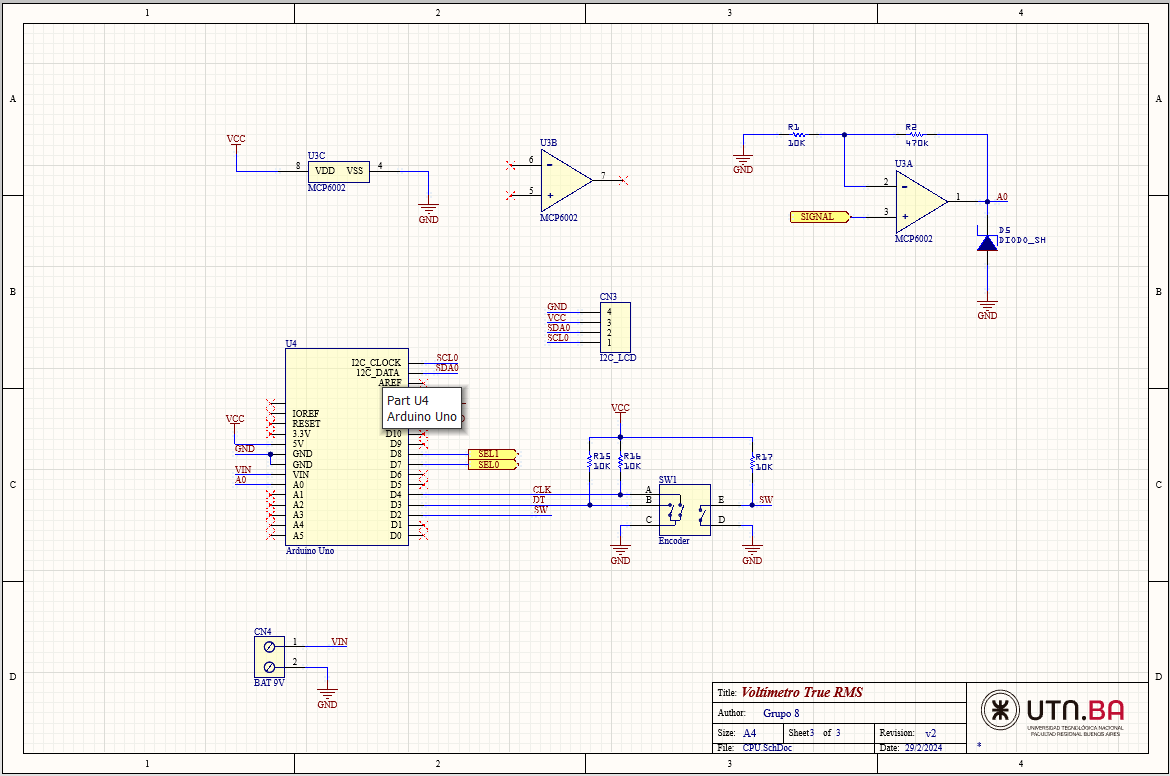 1 2 3 4
A A
B B
C C
D D
VCC
U3C
8 VDD VSS 4
MCP6002
GND
U3B
6
7
5
MCP6002
R1
10K
R2
470K
GND
U3A
2
1 A0
SIGNAL 3
MCP6002
D5
DIODO_SH
GND
CN3
GND 4
VCC 3
SDA0 2
SCL0 1
I2C_LCD
U4
I2C_CLOCK SCL0
I2C_DATA SDA0
AREF
Part U4
Arduino Uno
IOREF
RESET
3.3V D10
VCC
5V D9
GND GND D8 SEL1
GND D7 SEL0
VIN VIN D6
A0 A0 D5
A1 D4 CLK
A2 D3 DT
A3 D2 SW
A4 D1
A5 D0
Arduino Uno
VCC
R15
10K
R16
10K
R17
10K
SW1
A
B E SW
C D
Encoder
GND GND
CN4
1 VIN
2
BAT 9V
GND
Title: Voltímetro True RMS
Author: Grupo 8
Size: A4 Sheet3 of 3 Revision: v2
File: CPU.SchDoc Date: 29/2/2024
UTN.BA
UNIVERSIDAD TECNOLÓGICA NACIONAL
FACULTAD REGIONAL BUENOS AIRES
*
1 2 3 4